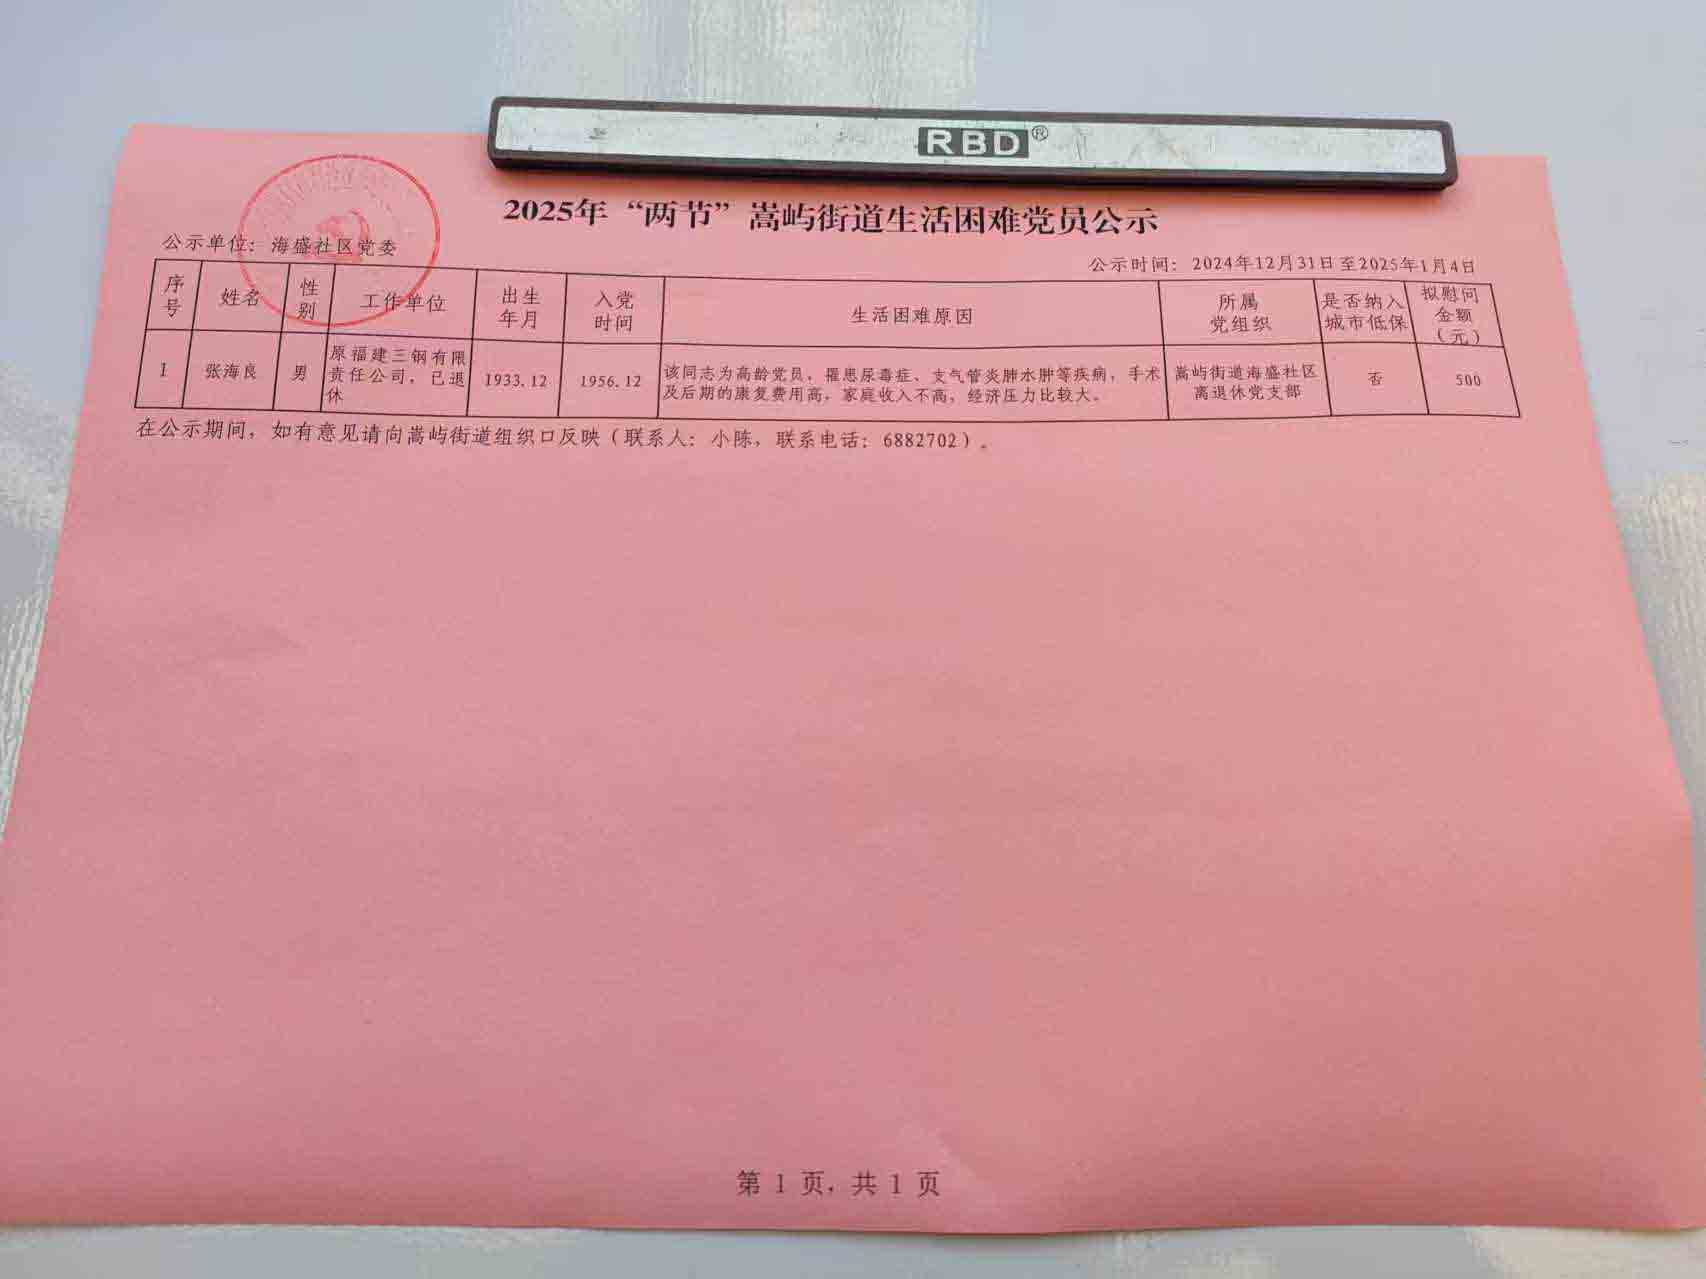 RBD®
2025年“两节”嵩屿街道生活困难党员公示
公示单位：海盛社区党委
公示时间：2024年12月31日至2025年1月4日
序号 姓名 性别 工作单位 出生年月 入党时间 生活困难原因 所属党组织 是否纳入城市低保 拟慰问金额（元）
1 张海良 男 原福建三钢有限责任公司，已退休 1933.12 1956.12 该同志为高龄党员，罹患尿毒症、支气管炎肺水肿等疾病，手术及后期的康复费用高，家庭收入不高，经济压力比较大。 嵩屿街道海盛社区离退休党支部 否 500
在公示期间，如有意见请向嵩屿街道组织口反映（联系人：小陈，联系电话：6882702）。
第 1 页，共 1 页